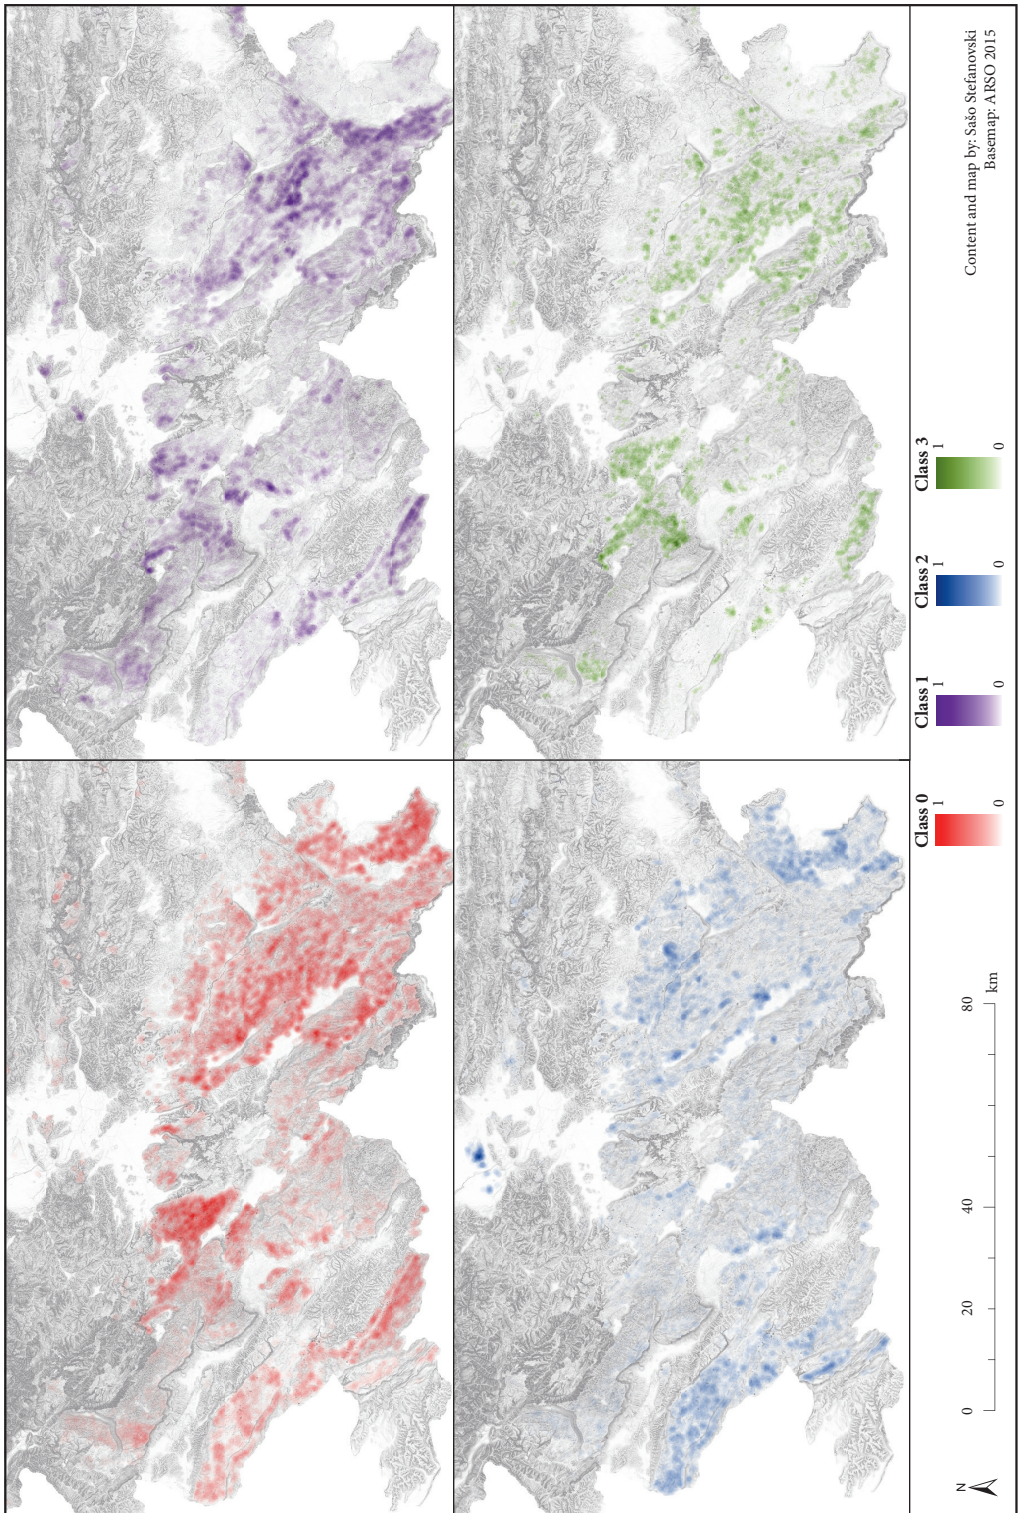 Class 0
1
0
Class 1
1
0
Class 2
1
0
Class 3
1
0
N
0 20 40 80
km
Content and map by: Sašo Stefanovski
Basemap: ARSO 2015